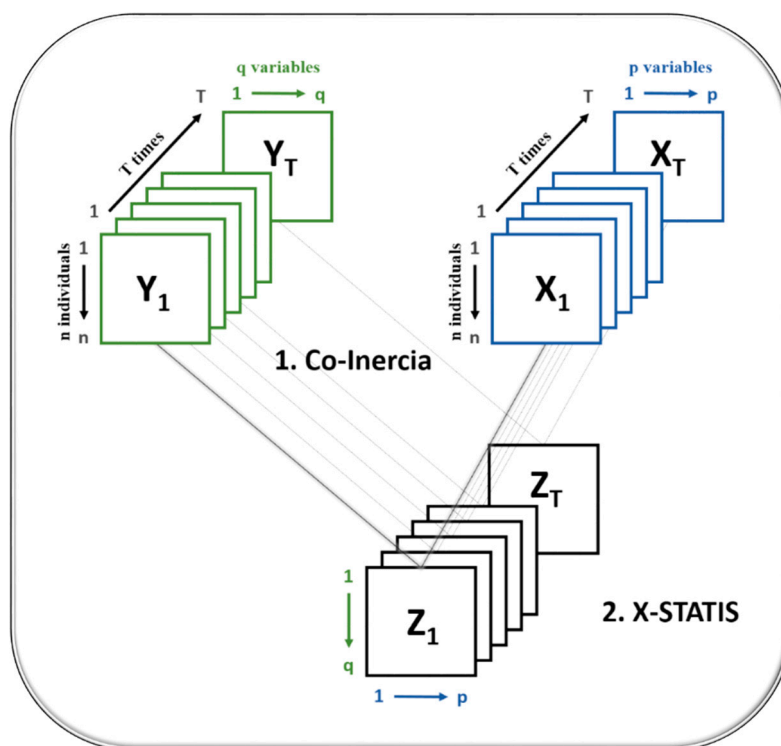 q variables
1 q
T
T times
1
Y_T
1
n individuals
n
Y_1
p variables
1 p
T
T times
1
X_T
1
n individuals
n
X_1
1. Co-Inercia
Z_T
1
q
Z_1
1 p
2. X-STATIS